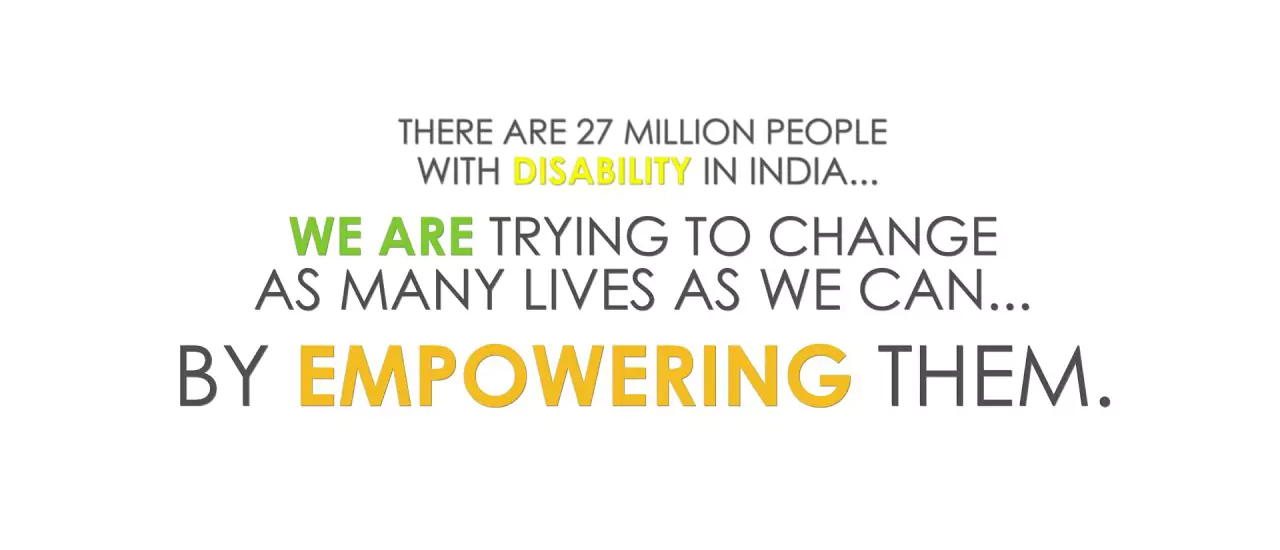 THERE ARE 27 MILLION PEOPLE
WITH DISABILITY IN INDIA...
WE ARE TRYING TO CHANGE
AS MANY LIVES AS WE CAN...
BY EMPOWERING THEM.